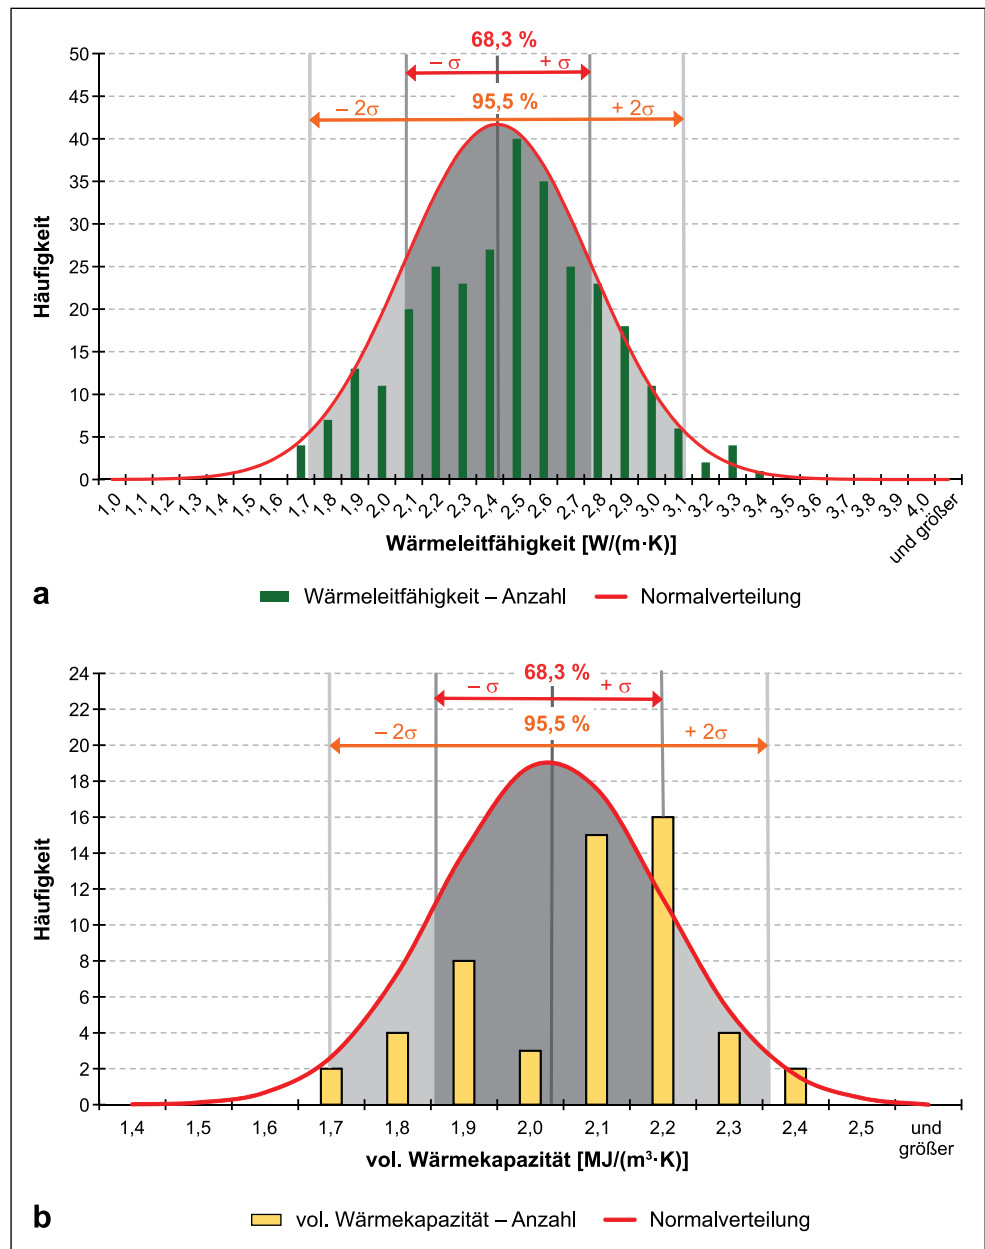 68,3 %
– σ + σ
95,5 %
– 2σ + 2σ
50
45
40
35
30
25
20
15
10
5
0
Häufigkeit
1,0 1,1 1,2 1,3 1,4 1,5 1,6 1,7 1,8 1,9 2,0 2,1 2,2 2,3 2,4 2,5 2,6 2,7 2,8 2,9 3,0 3,1 3,2 3,3 3,4 3,5 3,6 3,7 3,8 3,9 4,0 und größer
Wärmeleitfähigkeit [W/(m·K)]
a
Wärmeleitfähigkeit – Anzahl Normalverteilung
68,3 %
– σ + σ
95,5 %
– 2σ + 2σ
24
22
20
18
16
14
12
10
8
6
4
2
0
Häufigkeit
1,4 1,5 1,6 1,7 1,8 1,9 2,0 2,1 2,2 2,3 2,4 2,5 und
größer
vol. Wärmekapazität [MJ/(m³·K)]
b
vol. Wärmekapazität – Anzahl Normalverteilung